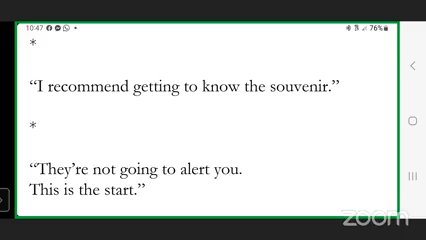 10:47
76%
*
“I recommend getting to know the souvenir.”
*
“They’re not going to alert you.
This is the start.”
zoom